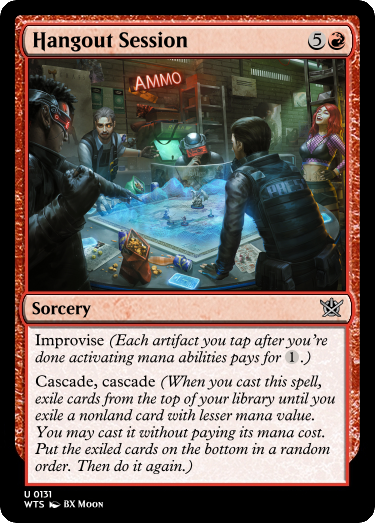 Hangout Session 5
AMMO
Sorcery
Improvise (Each artifact you tap after you're
done activating mana abilities pays for 1.)
Cascade, cascade (When you cast this spell,
exile cards from the top of your library until you
exile a nonland card with lesser mana value.
You may cast it without paying its mana cost.
Put the exiled cards on the bottom in a random
order. Then do it again.)
U 0131
WTS BX Moon